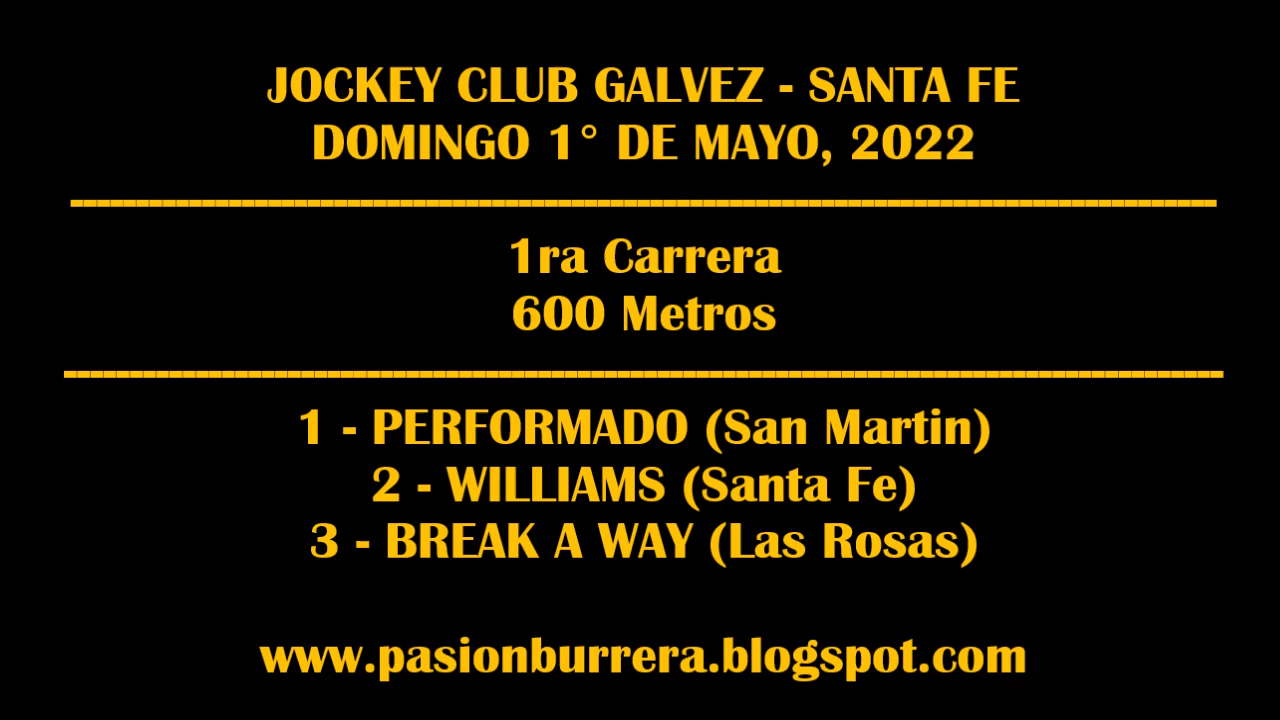 JOCKEY CLUB GALVEZ - SANTA FE
DOMINGO 1° DE MAYO, 2022
1ra Carrera
600 Metros
1 - PERFORMADO (San Martin)
2 - WILLIAMS (Santa Fe)
3 - BREAK A WAY (Las Rosas)
www.pasionburrera.blogspot.com